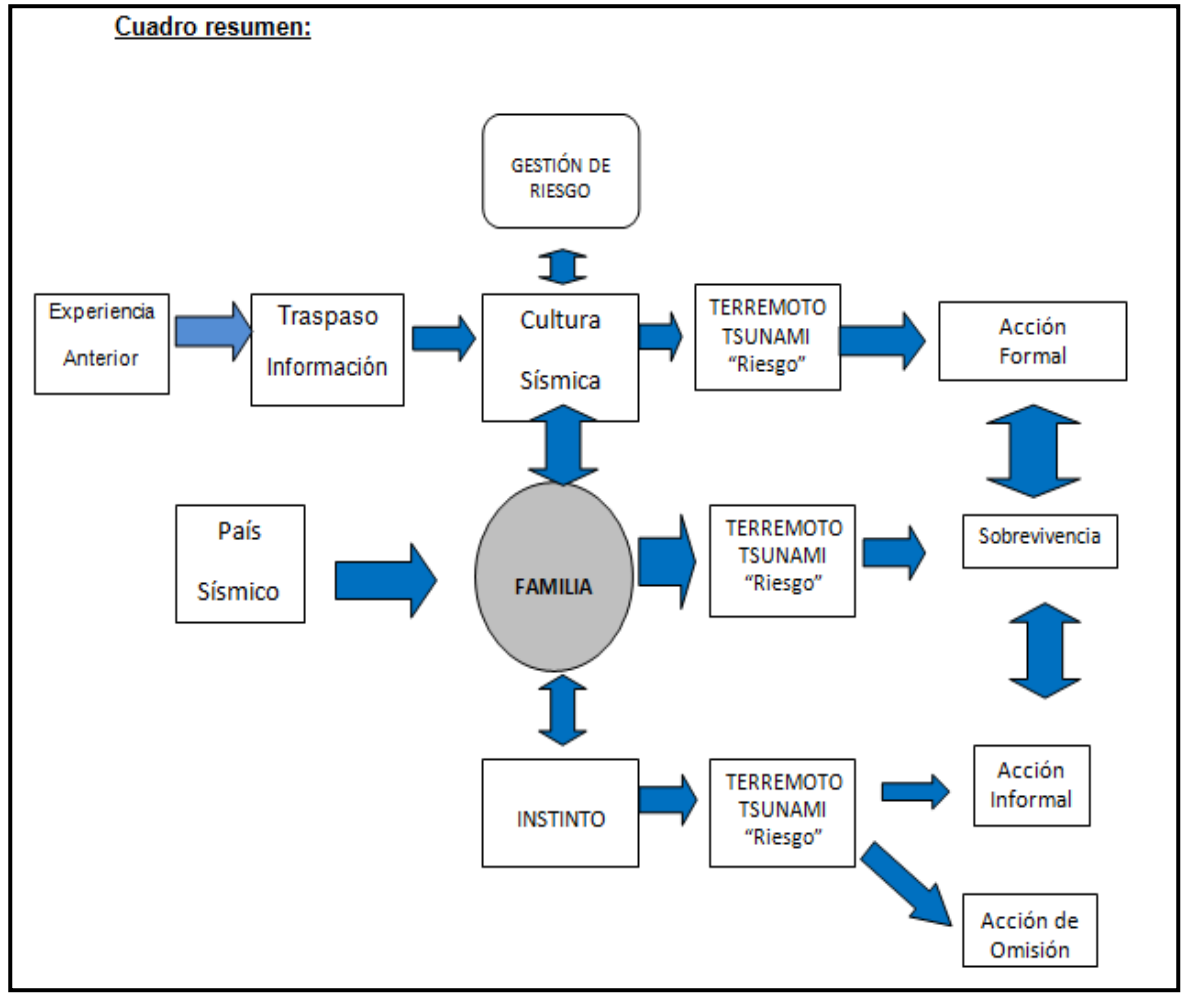 Cuadro resumen:
GESTIÓN DE
RIESGO
Experiencia
Anterior
Traspaso
Información
Cultura
Sísmica
TERREMOTO
TSUNAMI
“Riesgo”
Acción
Formal
País
Sísmico
FAMILIA
TERREMOTO
TSUNAMI
“Riesgo”
Sobrevivencia
INSTINTO
TERREMOTO
TSUNAMI
“Riesgo”
Acción
Informal
Acción de
Omisión